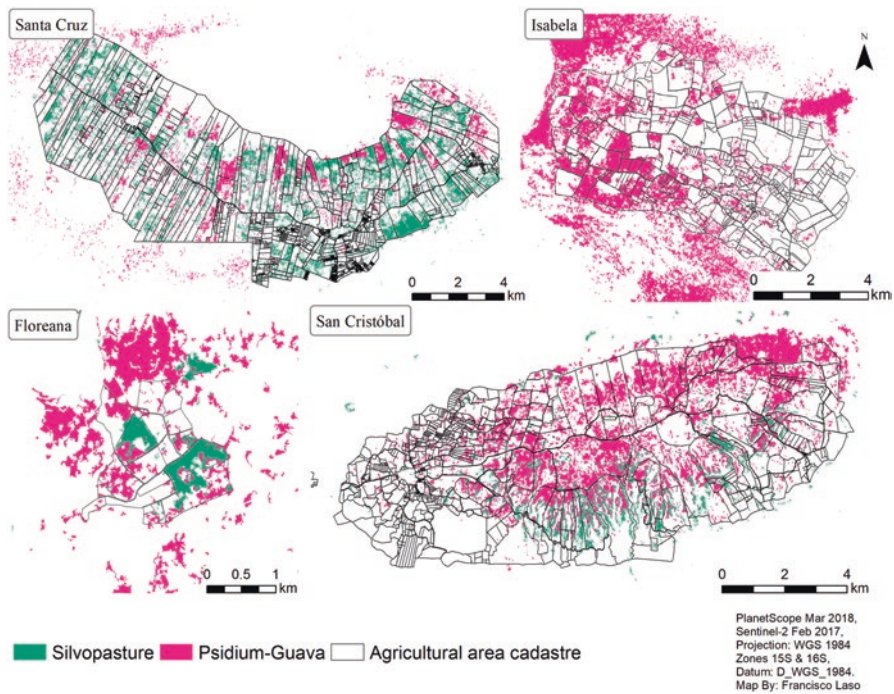 Santa Cruz
Isabela
N
0 2 4
km
0 2 4
km
Floreana
San Cristóbal
0 0.5 1
km
0 2 4
km
Silvopasture
Psidium-Guava
Agricultural area cadastre
PlanetScope Mar 2018,
Sentinel-2 Feb 2017,
Projection: WGS 1984
Zones 15S & 16S,
Datum: D_WGS_1984.
Map By: Francisco Laso